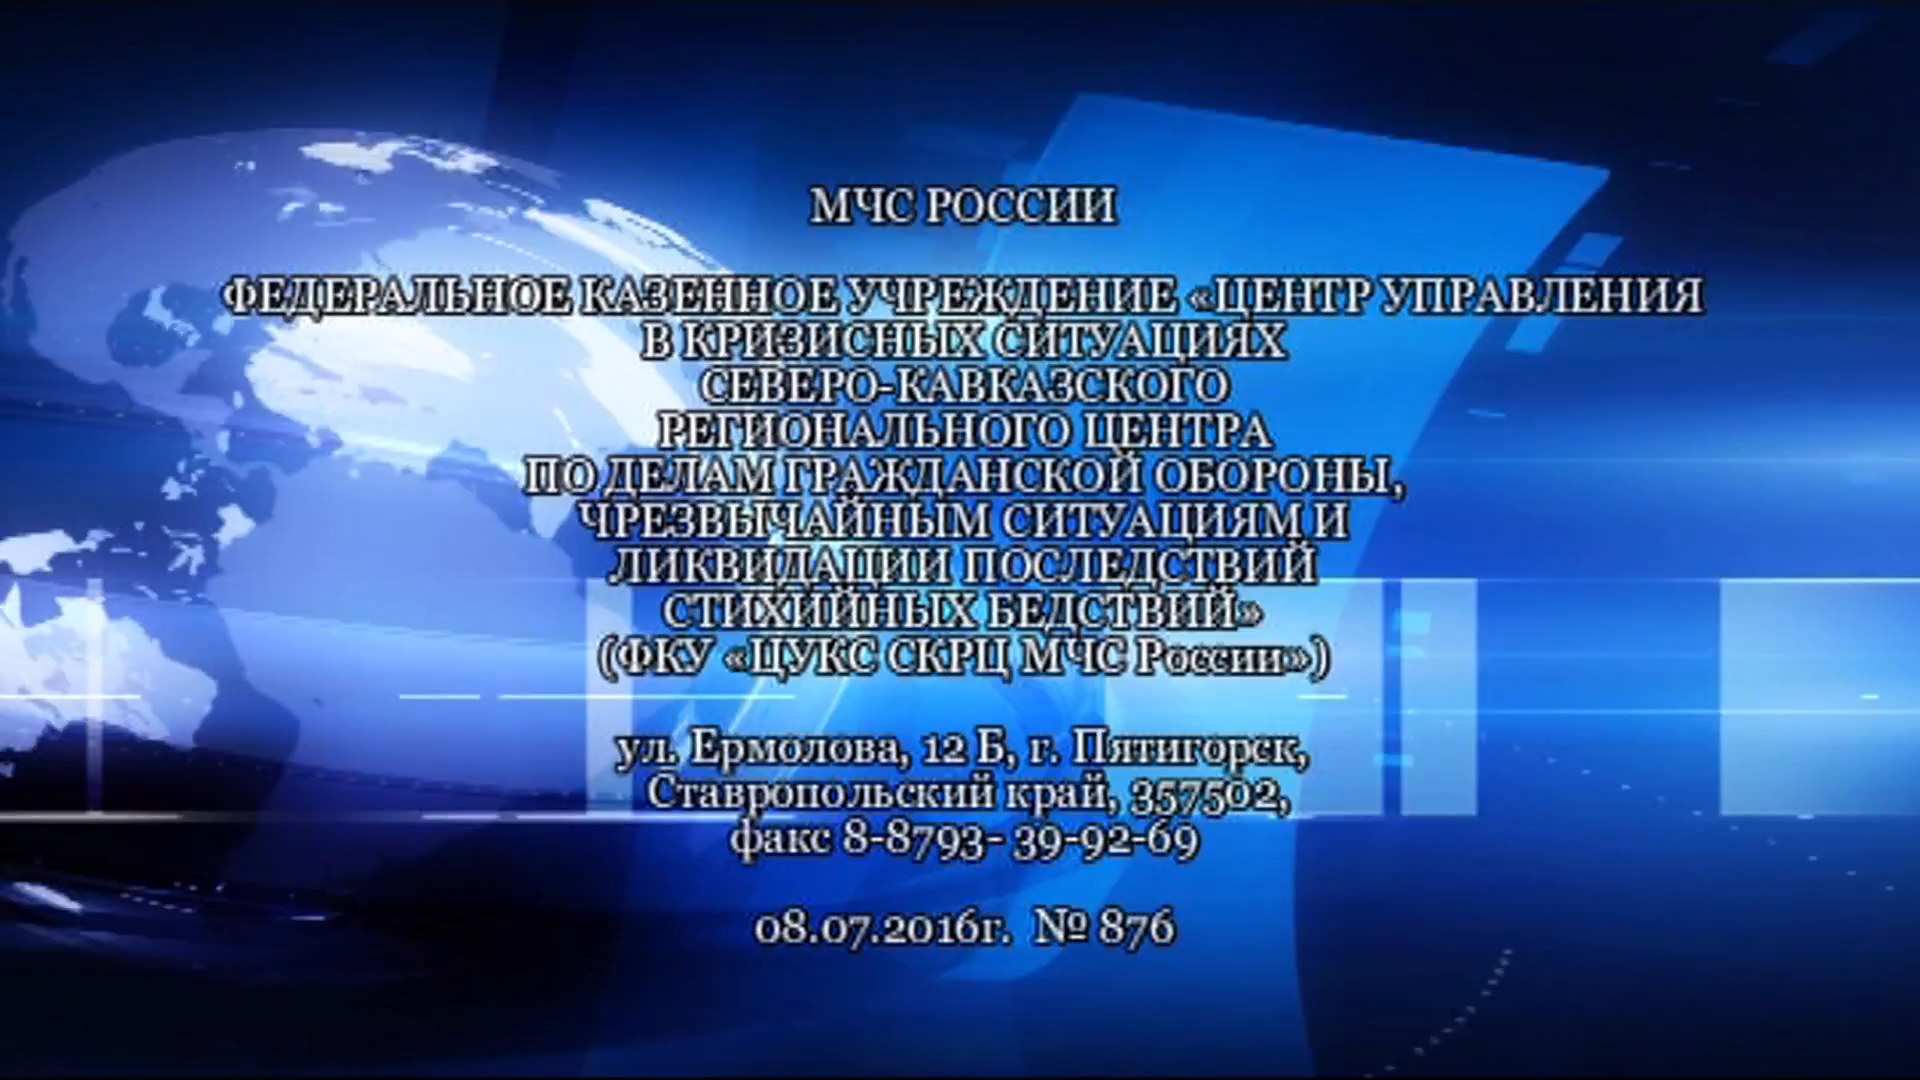 МЧС РОССИИ
ФЕДЕРАЛЬНОЕ КАЗЕННОЕ УЧРЕЖДЕНИЕ «ЦЕНТР УПРАВЛЕНИЯ
В КРИЗИСНЫХ СИТУАЦИЯХ
СЕВЕРО-КАВКАЗСКОГО
РЕГИОНАЛЬНОГО ЦЕНТРА
ПО ДЕЛАМ ГРАЖДАНСКОЙ ОБОРОНЫ,
ЧРЕЗВЫЧАЙНЫМ СИТУАЦИЯМ И
ЛИКВИДАЦИИ ПОСЛЕДСТВИЙ
СТИХИЙНЫХ БЕДСТВИЙ»
(ФКУ «ЦУКС СКРЦ МЧС России»)
ул. Ермолова, 12 Б, г. Пятигорск,
Ставропольский край, 357502,
факс 8-8793- 39-92-69
08.07.2016г. № 876